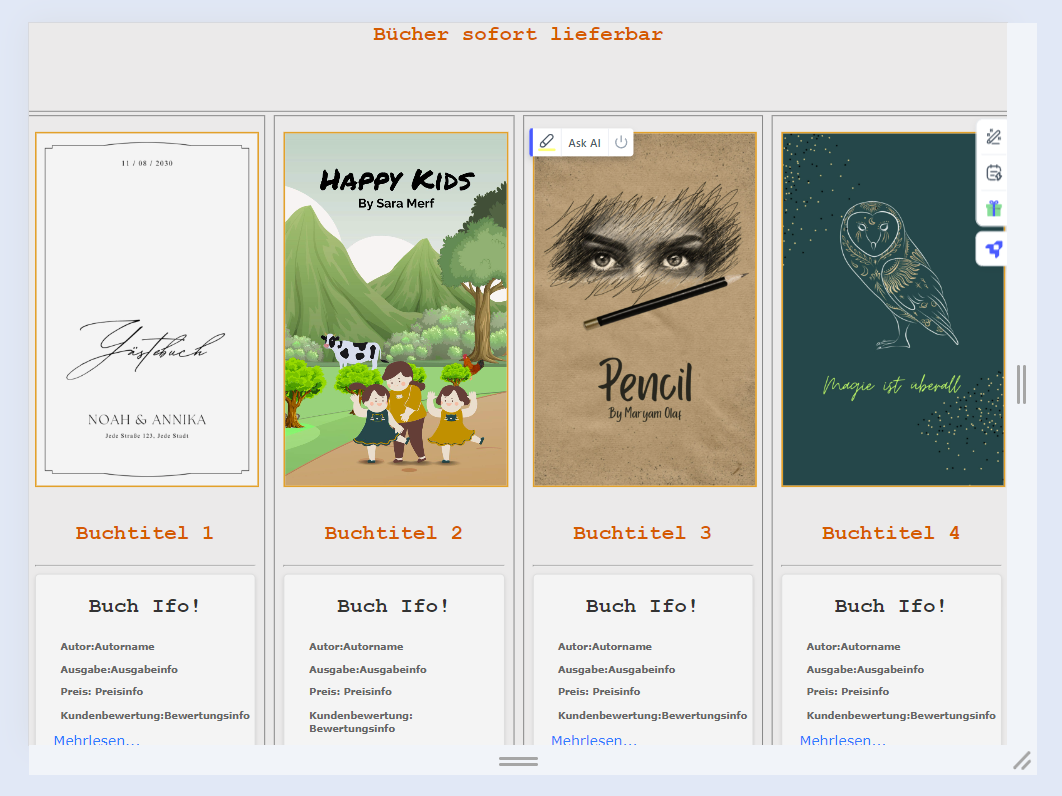 Bücher sofort lieferbar
11 / 08 / 2030
Gästebuch
NOAH & ANNIKA
Jede Straße 123, Jede Stadt
HAPPY KIDS
By Sara Merf
Ask AI
Pencil
By Maryam Olaf
Magie ist uberall
Buchtitel 1
Buchtitel 2
Buchtitel 3
Buchtitel 4
Buch Ifo!
Autor:Autorname
Ausgabe:Ausgabeinfo
Preis: Preisinfo
Kundenbewertung:Bewertungsinfo
Mehrlesen...
Buch Ifo!
Autor:Autorname
Ausgabe:Ausgabeinfo
Preis: Preisinfo
Kundenbewertung:
Bewertungsinfo
Buch Ifo!
Autor:Autorname
Ausgabe:Ausgabeinfo
Preis: Preisinfo
Kundenbewertung:Bewertungsinfo
Mehrlesen...
Buch Ifo!
Autor:Autorname
Ausgabe:Ausgabeinfo
Preis: Preisinfo
Kundenbewertung:Bewertungsinfo
Mehrlesen...